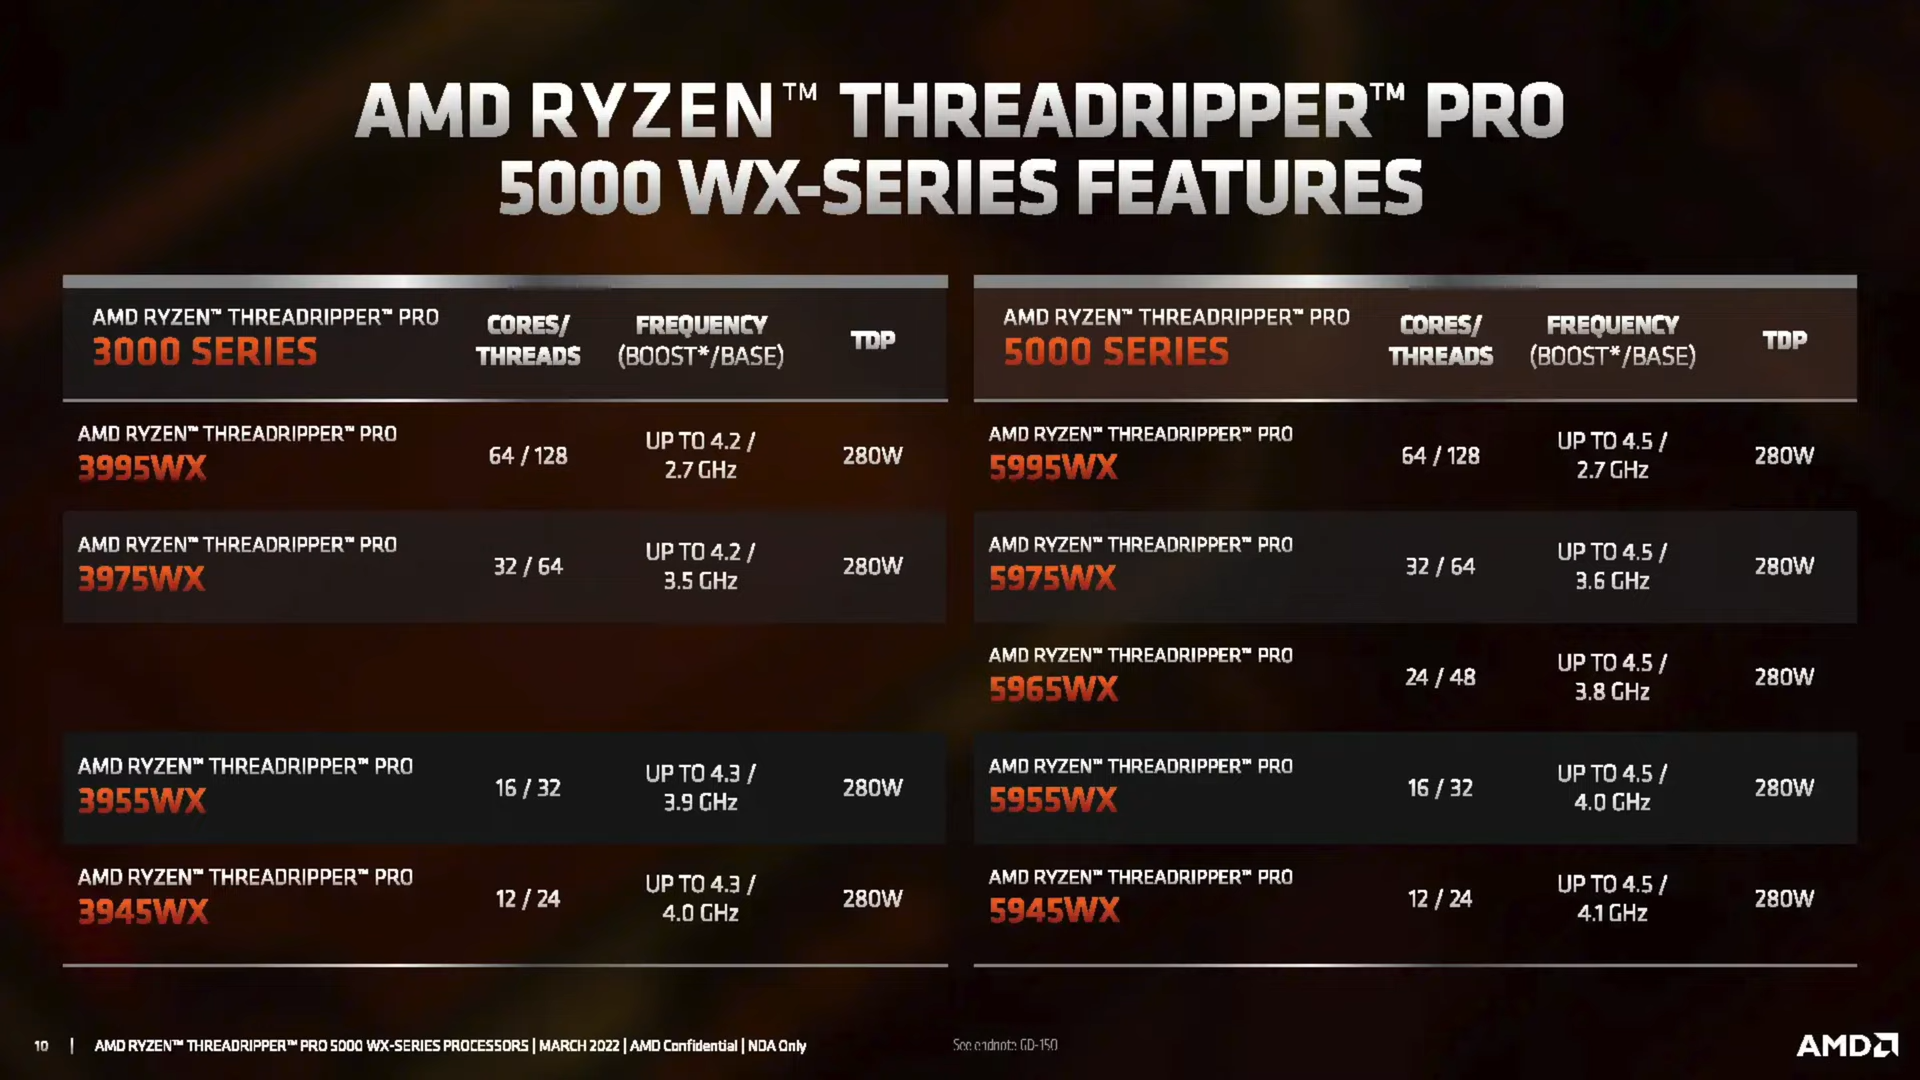 AMD RYZEN™ THREADRIPPER™ PRO
5000 WX-SERIES FEATURES
AMD RYZEN™ THREADRIPPER™ PRO
3000 SERIES
CORES/
THREADS
FREQUENCY
(BOOST*/BASE)
TDP
AMD RYZEN™ THREADRIPPER™ PRO
3995WX
64 / 128
UP TO 4.2 /
2.7 GHz
280W
AMD RYZEN™ THREADRIPPER™ PRO
3975WX
32 / 64
UP TO 4.2 /
3.5 GHz
280W
AMD RYZEN™ THREADRIPPER™ PRO
3955WX
16 / 32
UP TO 4.3 /
3.9 GHz
280W
AMD RYZEN™ THREADRIPPER™ PRO
3945WX
12 / 24
UP TO 4.3 /
4.0 GHz
280W
AMD RYZEN™ THREADRIPPER™ PRO
5000 SERIES
CORES/
THREADS
FREQUENCY
(BOOST*/BASE)
TDP
AMD RYZEN™ THREADRIPPER™ PRO
5995WX
64 / 128
UP TO 4.5 /
2.7 GHz
280W
AMD RYZEN™ THREADRIPPER™ PRO
5975WX
32 / 64
UP TO 4.5 /
3.6 GHz
280W
AMD RYZEN™ THREADRIPPER™ PRO
5965WX
24 / 48
UP TO 4.5 /
3.8 GHz
280W
AMD RYZEN™ THREADRIPPER™ PRO
5955WX
16 / 32
UP TO 4.5 /
4.0 GHz
280W
AMD RYZEN™ THREADRIPPER™ PRO
5945WX
12 / 24
UP TO 4.5 /
4.1 GHz
280W
10 | AMD RYZEN™ THREADRIPPER™ PRO 5000 WX-SERIES PROCESSORS | MARCH 2022 | AMD Confidential | NDA Only
See endnote GD-150
AMD